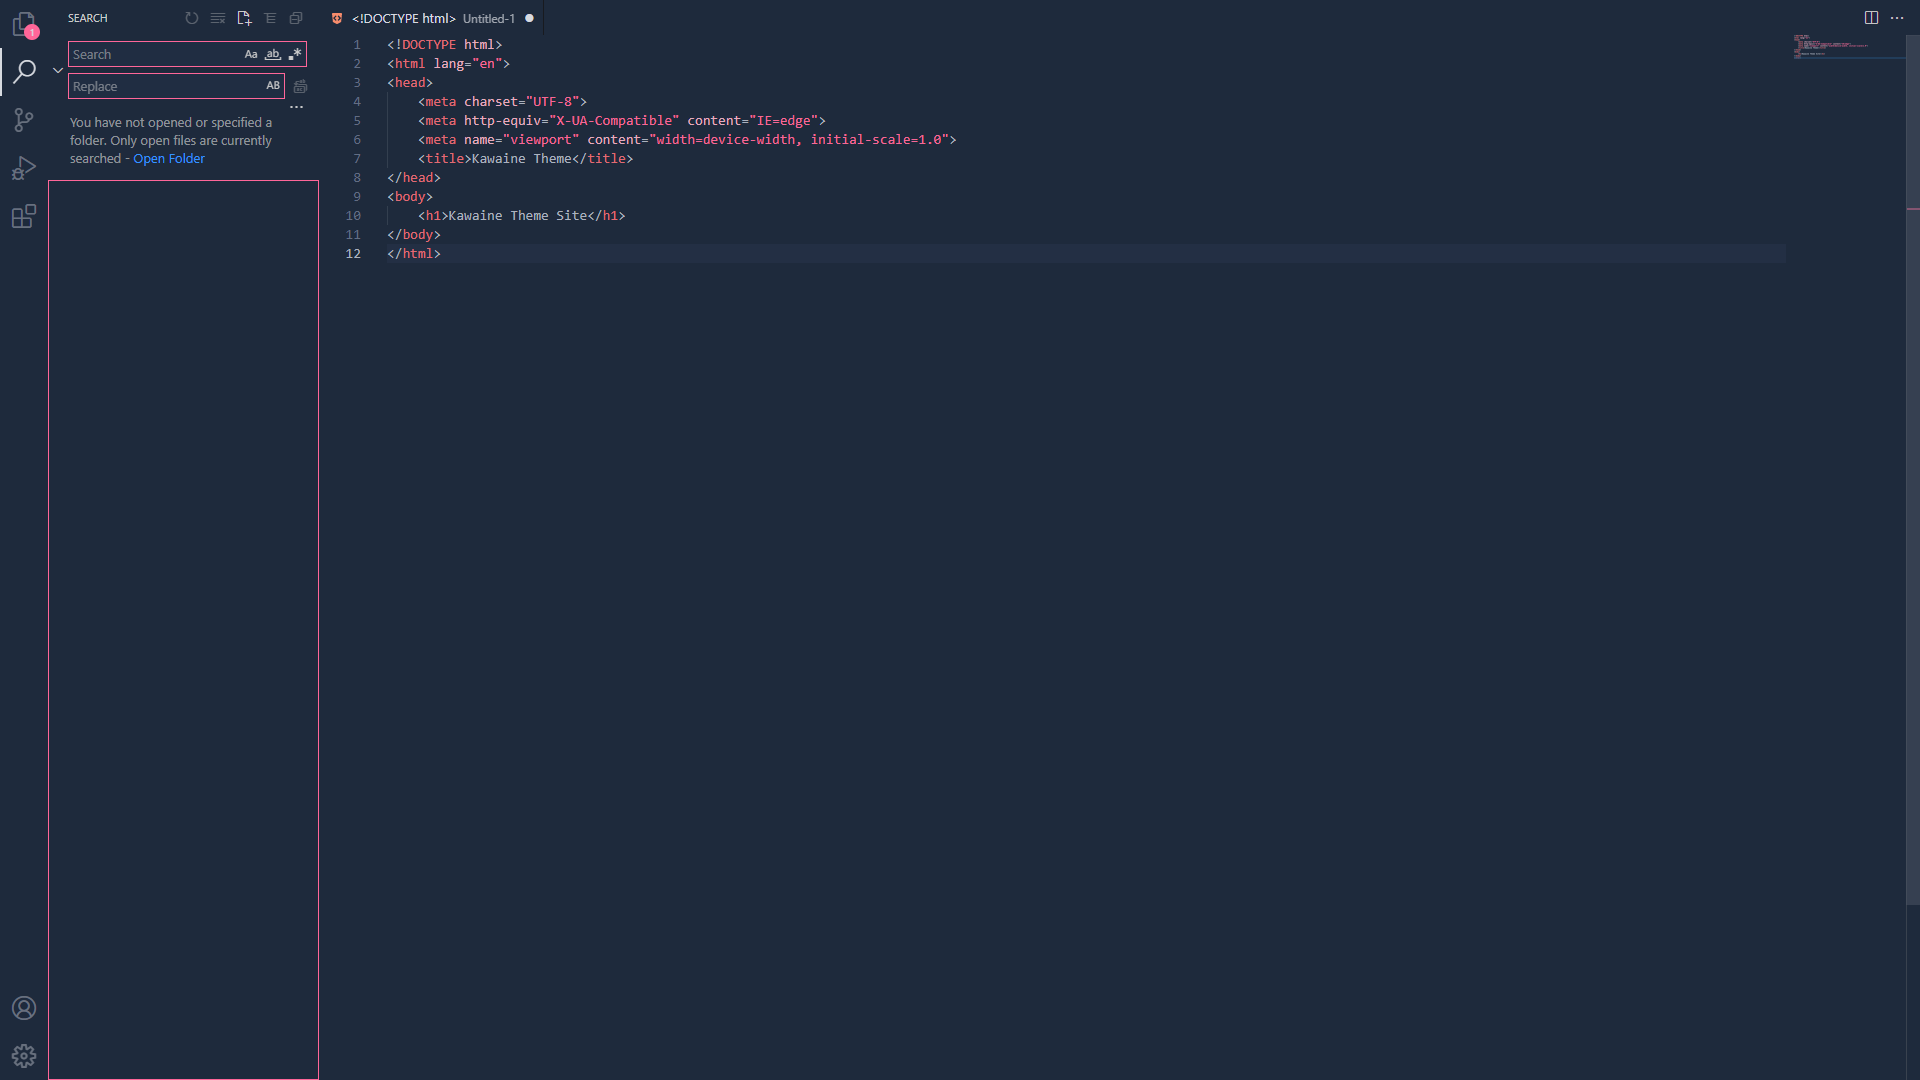 1
SEARCH
Search Aa ab .*
Replace AB
...
You have not opened or specified a
folder. Only open files are currently
searched - Open Folder
<!DOCTYPE html> Untitled-1
1 <!DOCTYPE html>
2 <html lang="en">
3 <head>
4 <meta charset="UTF-8">
5 <meta http-equiv="X-UA-Compatible" content="IE=edge">
6 <meta name="viewport" content="width=device-width, initial-scale=1.0">
7 <title>Kawaine Theme</title>
8 </head>
9 <body>
10 <h1>Kawaine Theme Site</h1>
11 </body>
12 </html>